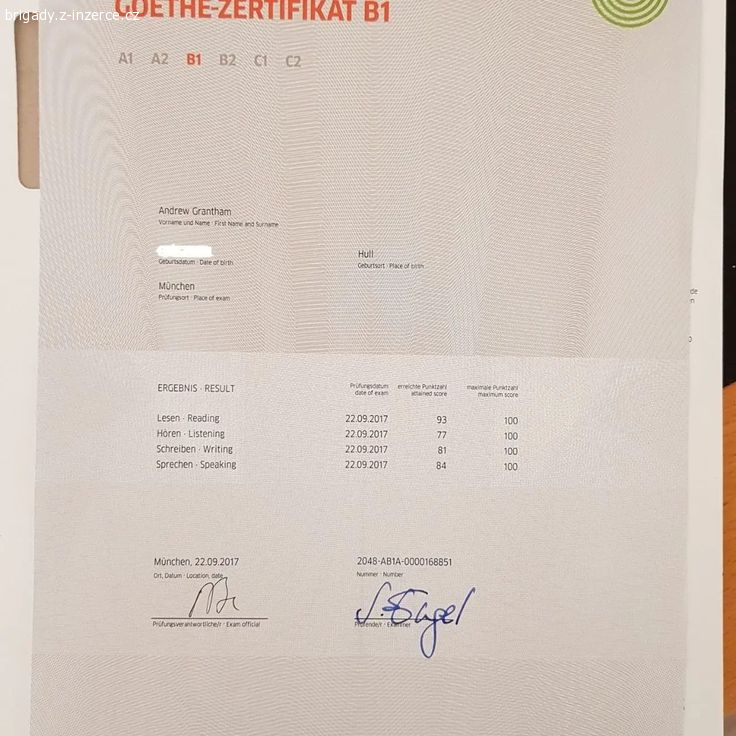 GOETHE-ZERTIFIKAT B1
brigady.z-inzerce.cz
A1 A2 B1 B2 C1 C2
Andrew Grantham
Vorname und Name · First Name and Surname
Geburtsdatum · Date of birth
Hull
Geburtsort · Place of birth
München
Prüfungsort · Place of exam
ERGEBNIS · RESULT
Prüfungsdatum erreichte Punktzahl maximale Punktzahl
date of exam attained score maximum score
Lesen · Reading 22.09.2017 93 100
Hören · Listening 22.09.2017 77 100
Schreiben · Writing 22.09.2017 81 100
Sprechen · Speaking 22.09.2017 84 100
München, 22.09.2017
Ort, Datum · Location, date
2048-AB1A-0000168851
Nummer · Number
Prüfungsverantwortliche/r · Exam official
Prüfende/r · Examiner
de